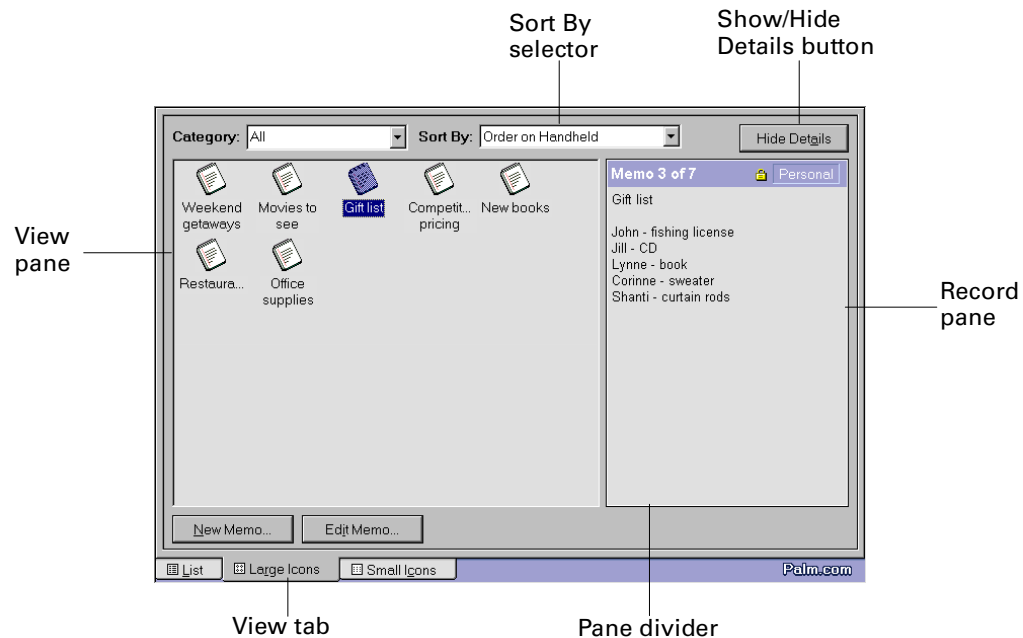 Sort By
selector
Show/Hide
Details button
Category: All
Sort By: Order on Handheld
Hide Details
Weekend
getaways
Movies to
see
Gift list
Competit...
pricing
New books
Restaura...
Office
supplies
Memo 3 of 7
Personal
Gift list
John - fishing license
Jill - CD
Lynne - book
Corinne - sweater
Shanti - curtain rods
View
pane
Record
pane
New Memo...
Edit Memo...
List
Large Icons
Small Icons
Palm.com
View tab
Pane divider